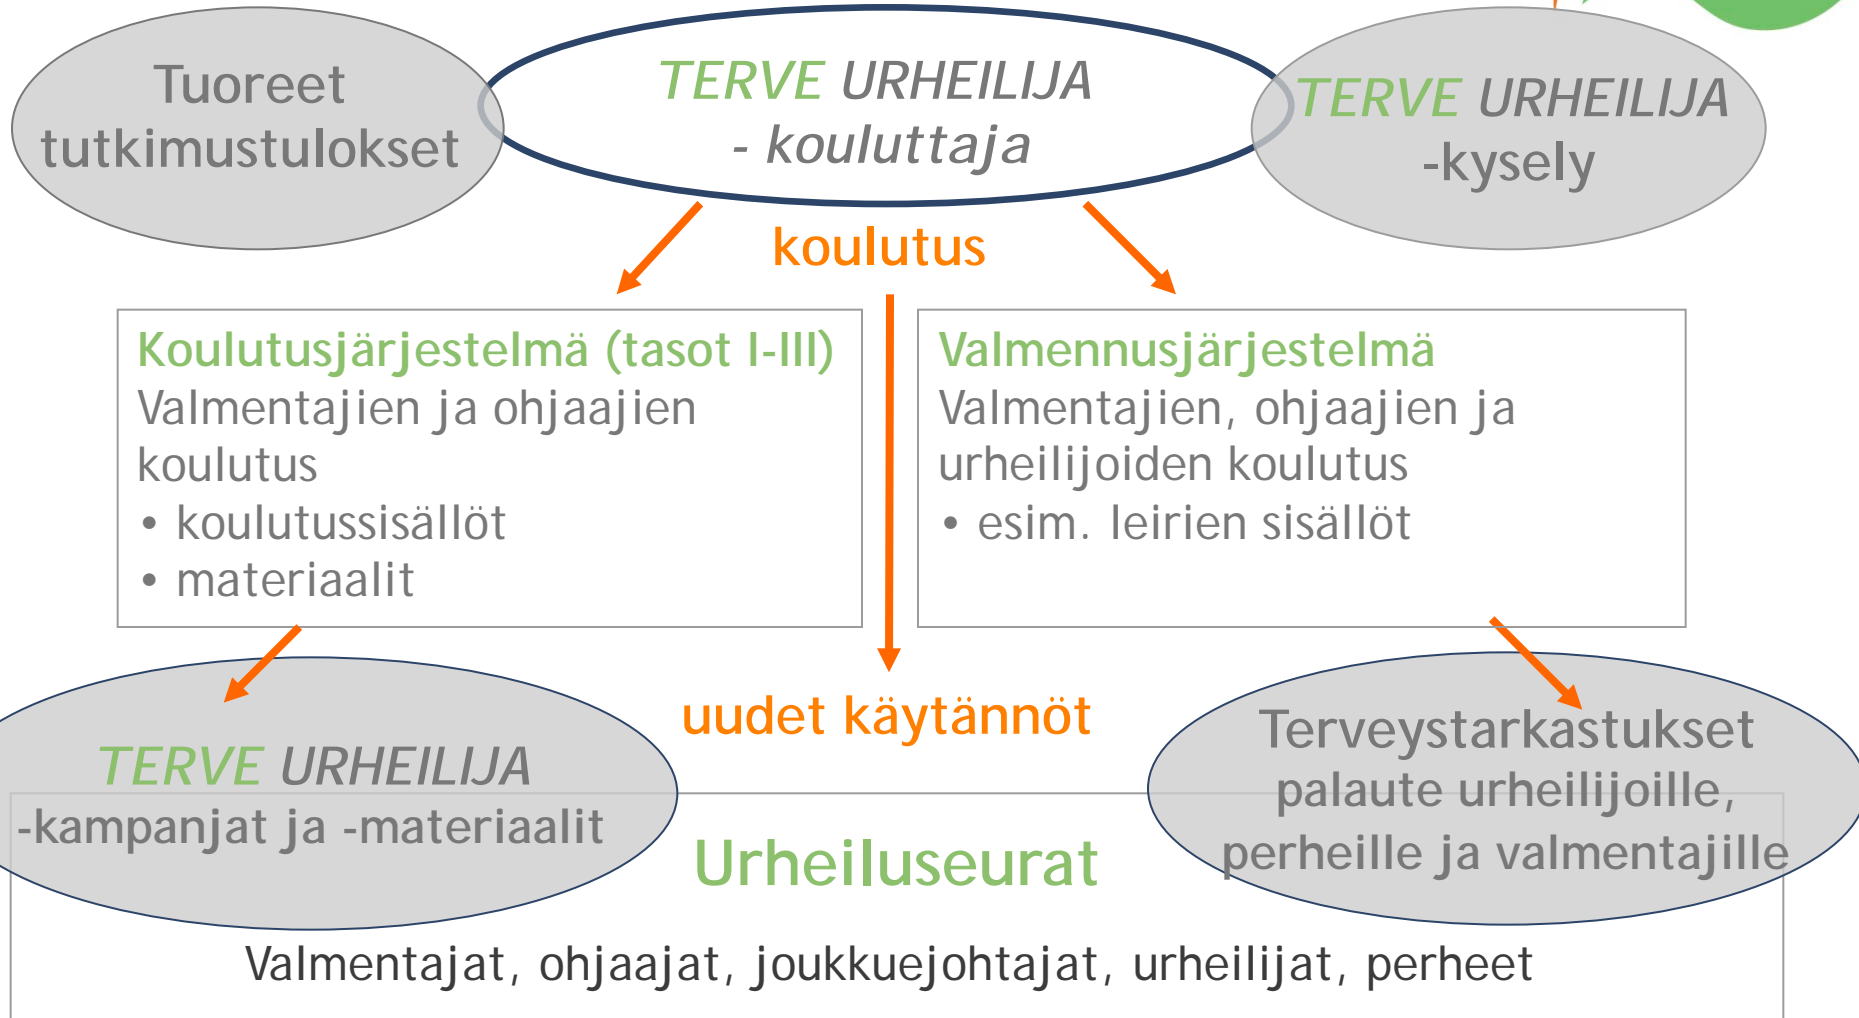 Tuoreet
tutkimustulokset
TERVE URHEILIJA
- kouluttaja
TERVE URHEILIJA
-kysely
koulutus
Koulutusjärjestelmä (tasot I-III)
Valmentajien ja ohjaajien
koulutus
• koulutussisällöt
• materiaalit
Valmennusjärjestelmä
Valmentajien, ohjaajien ja
urheilijoiden koulutus
• esim. leirien sisällöt
uudet käytännöt
TERVE URHEILIJA
-kampanjat ja -materiaalit
Terveystarkastukset
palaute urheilijoille,
perheille ja valmentajille
Urheiluseurat
Valmentajat, ohjaajat, joukkuejohtajat, urheilijat, perheet